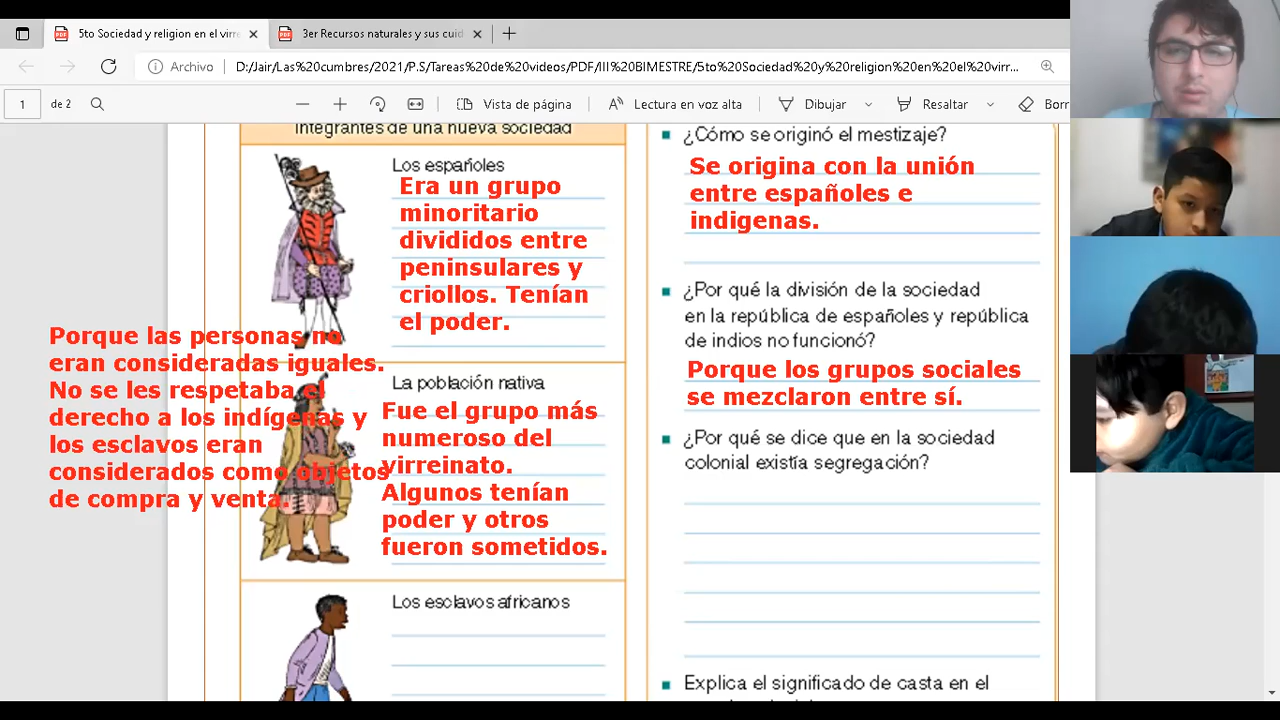 5to Sociedad y religion en el virre
3er Recursos naturales y sus cuid
Archivo
D:/Jair/Las%20cumbres/2021/P.S/Tareas%20de%20videos/PDF/III%20BIMESTRE/5to%20Sociedad%20y%20religion%20en%20el%20virr...
1
de 2
Vista de página
Lectura en voz alta
Dibujar
Resaltar
Borr
integrantes de una nueva sociedad
Los españoles
Era un grupo
minoritario
divididos entre
peninsulares y
criollos. Tenían
el poder.
Porque las personas no
eran consideradas iguales.
No se les respetaba el
derecho a los indígenas y
los esclavos eran
considerados como objetos
de compra y venta.
La población nativa
Fue el grupo más
numeroso del
virreinato.
Algunos tenían
poder y otros
fueron sometidos.
Los esclavos africanos
¿Cómo se originó el mestizaje?
Se origina con la unión
entre españoles e
indigenas.
¿Por qué la división de la sociedad
en la república de españoles y república
de indios no funcionó?
Porque los grupos sociales
se mezclaron entre sí.
¿Por qué se dice que en la sociedad
colonial existía segregación?
Explica el significado de casta en el